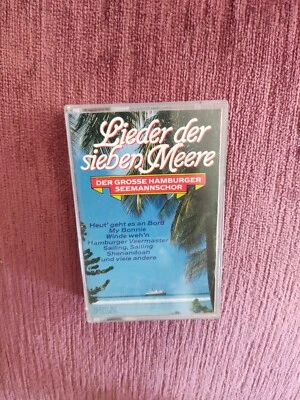 Lieder der
sieben Meere
DER GROSSE HAMBURGER
SEEMANNSCHOR
Heut' geht es an Bord
My Bonnie
Winde weh'n
Hamburger Veermaster
Sailing, Sailing
Shenandoah
und viele andere